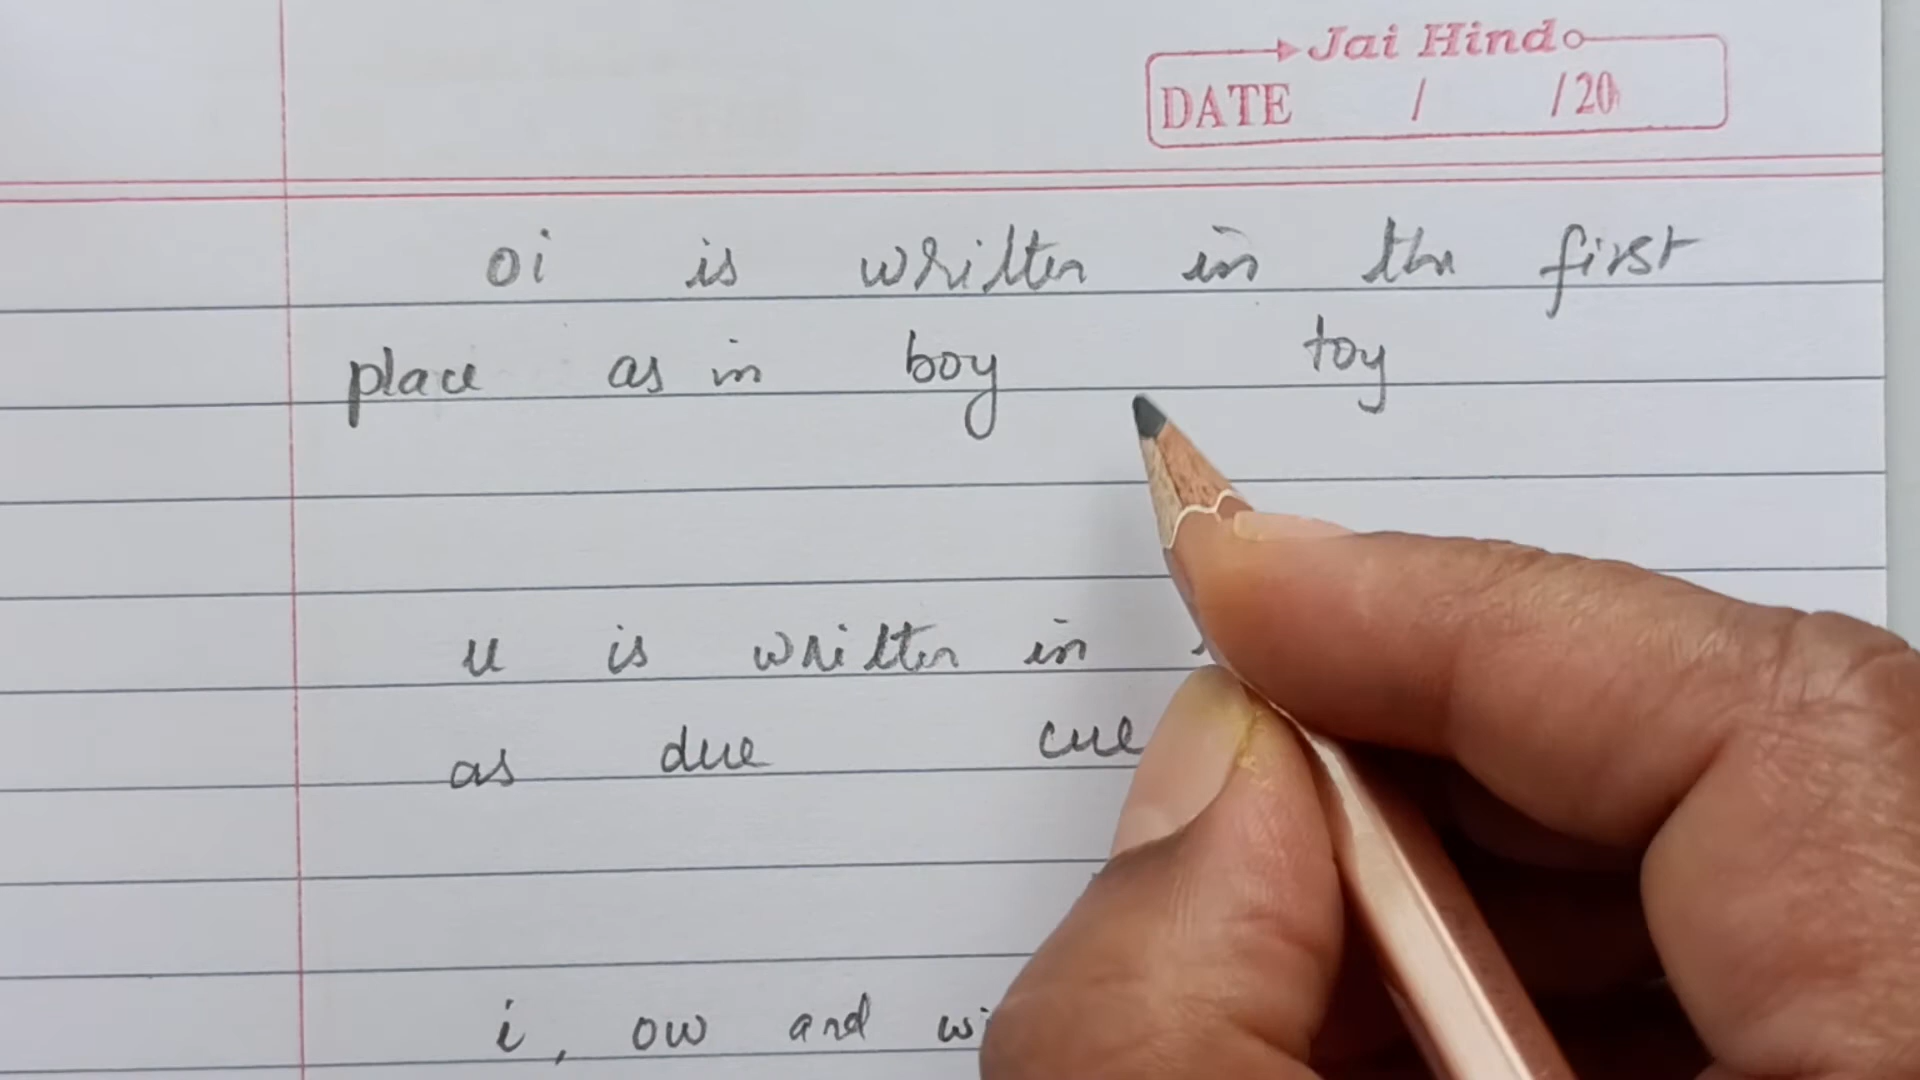 Jai Hind
DATE / /20
oi is written in the first
place as in boy toy
u is written in
as due cue
i, ow and